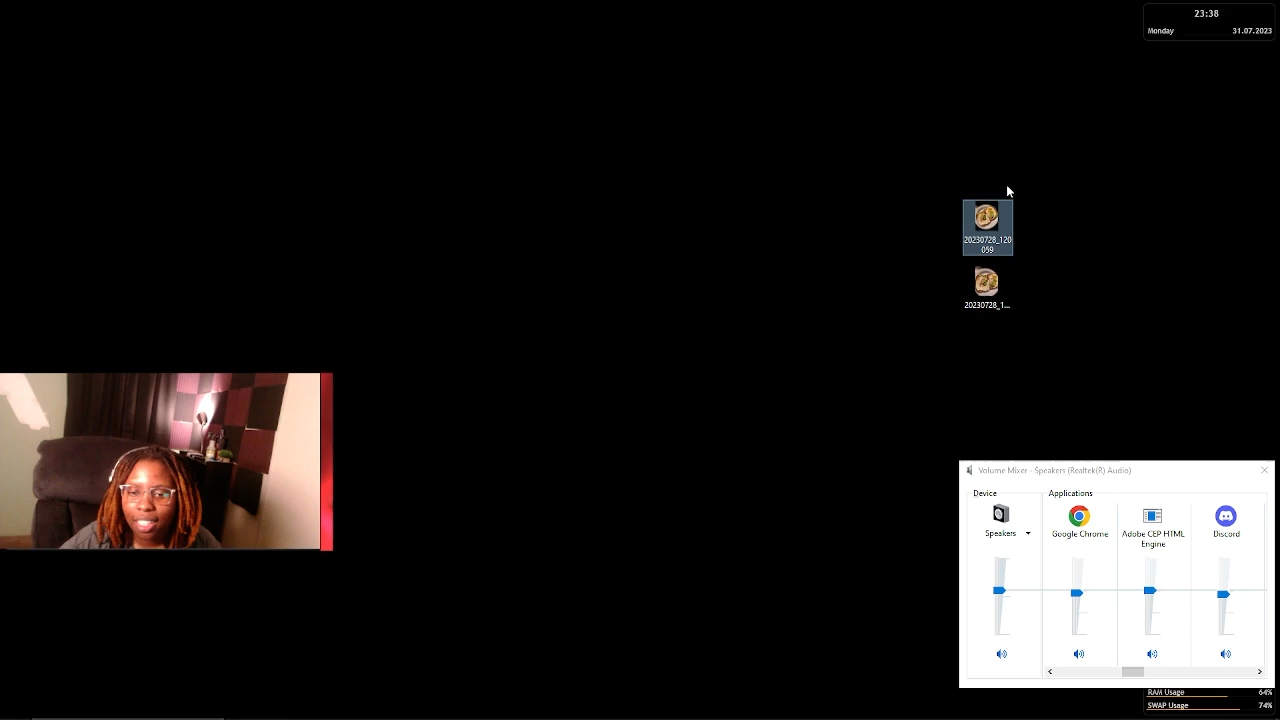 23:38
Monday 31.07.2023
20230728_120
059
20230728_1...
Volume Mixer - Speakers (Realtek(R) Audio)
Device Applications
Speakers Google Chrome Adobe CEP HTML Engine Discord
RAM Usage 64%
SWAP Usage 74%